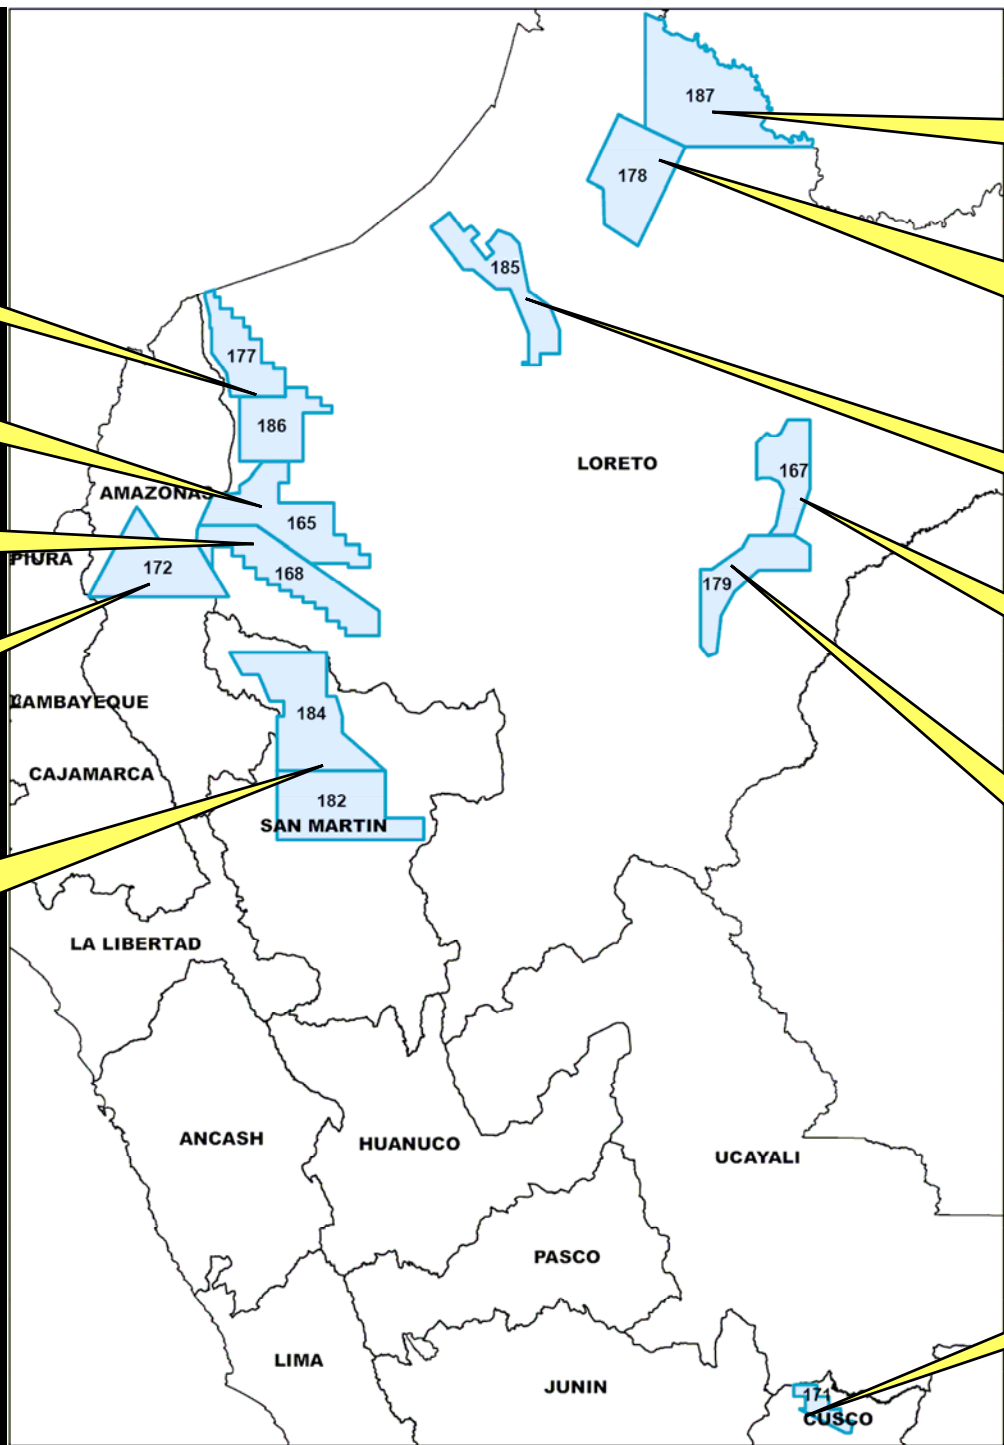 187
178
185
177
186
LORETO
167
AMAZONAS
165
PIURA
172
168
179
LAMBAYEQUE
184
CAJAMARCA
182
SAN MARTIN
LA LIBERTAD
ANCASH
HUANUCO
UCAYALI
PASCO
LIMA
JUNIN
171
CUSCO